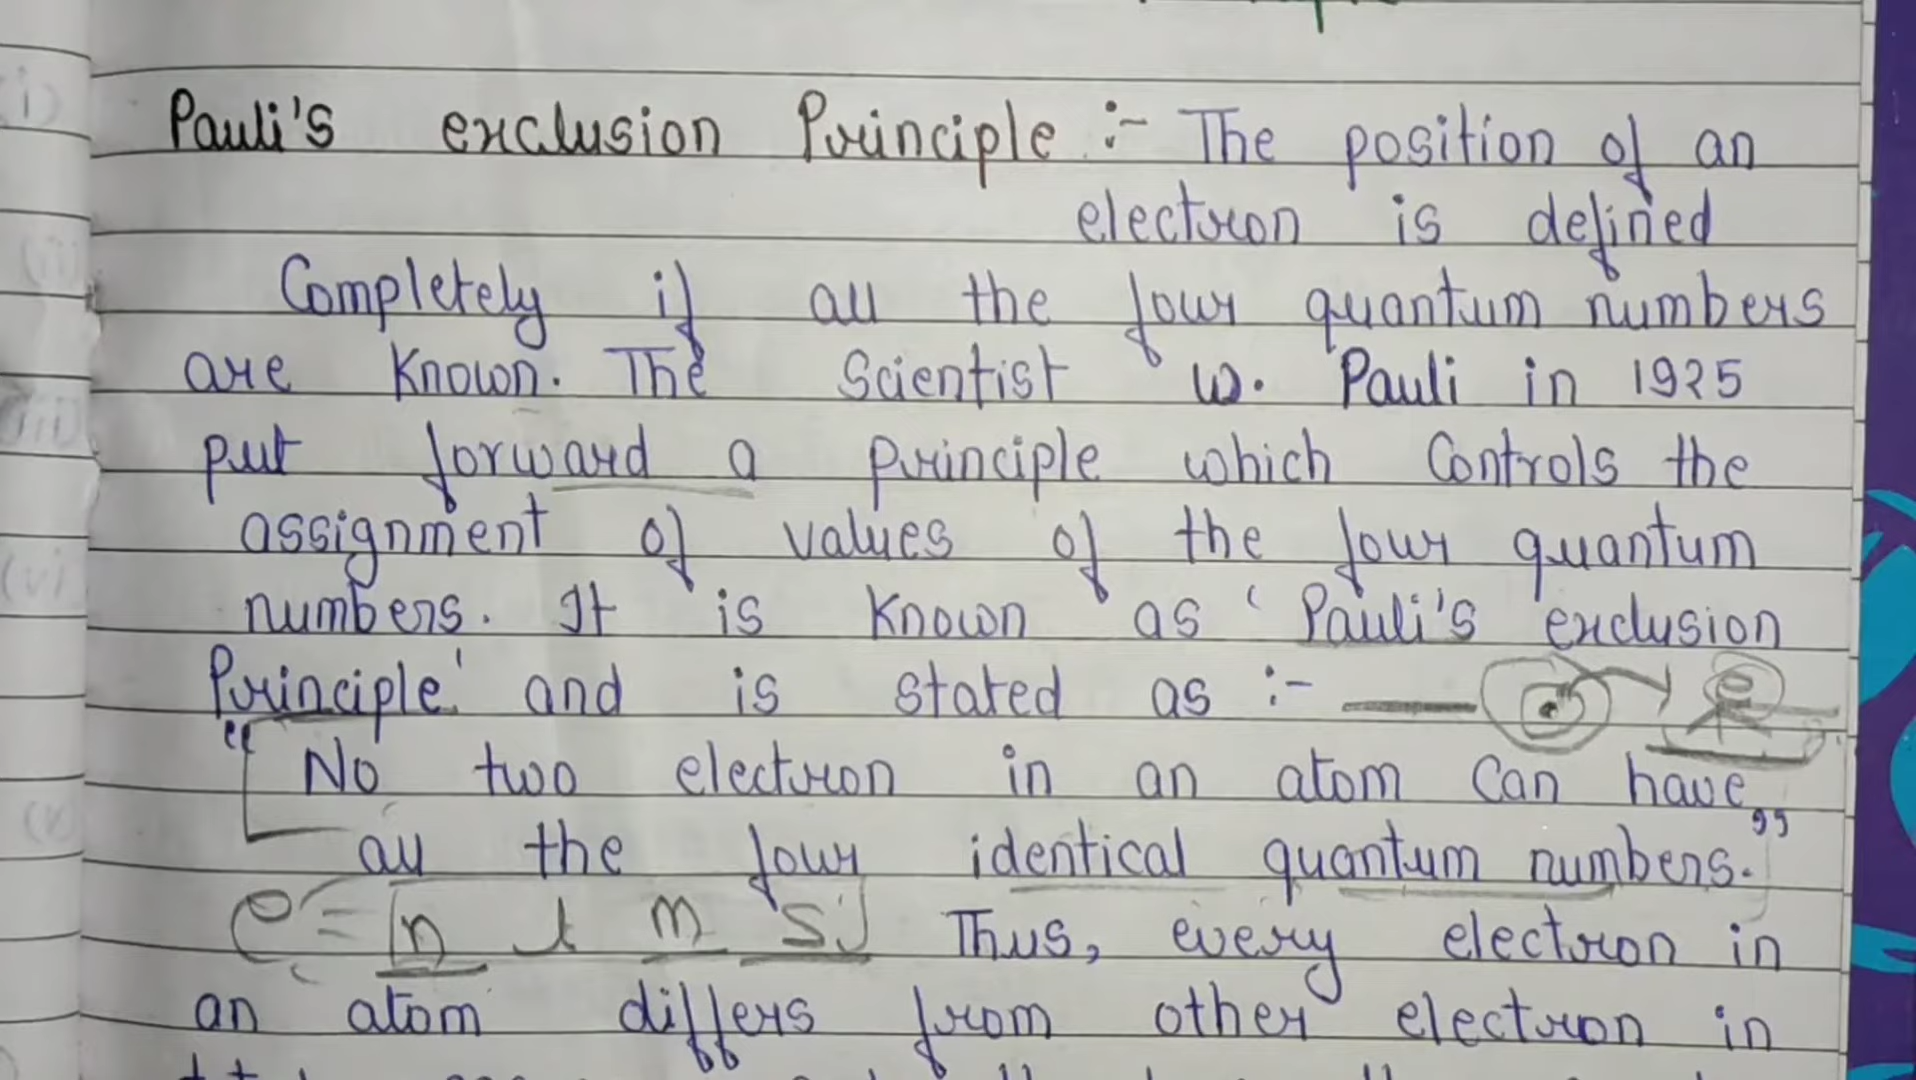 Pauli's exclusion Principle :- The position of an
electron is defined
Completely if all the four quantum numbers
are Known. The Scientist W. Pauli in 1925
put forward a principle which Controls the
assignment of values of the four quantum
numbers. It is Known as 'Pauli's exclusion
Principle' and is stated as :-
"No two electron in an atom Can have
all the four identical quantum numbers."
e = n l m s Thus, every electron in
an atom differs from other electron in